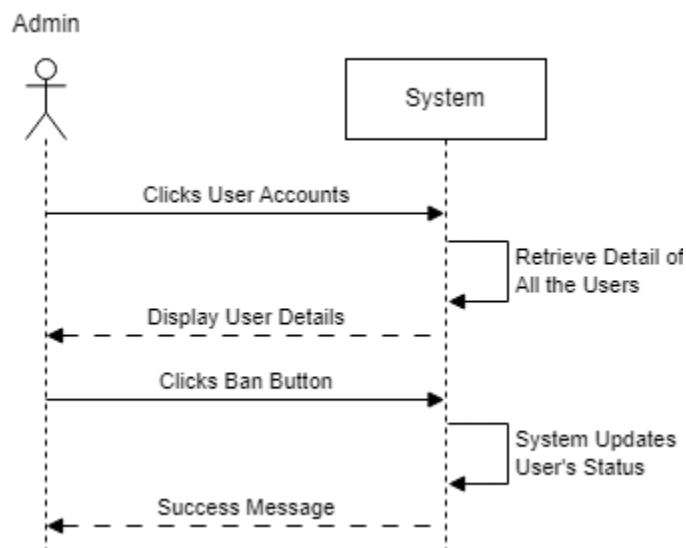 Admin
System
Clicks User Accounts
Retrieve Detail of
All the Users
Display User Details
Clicks Ban Button
System Updates
User's Status
Success Message